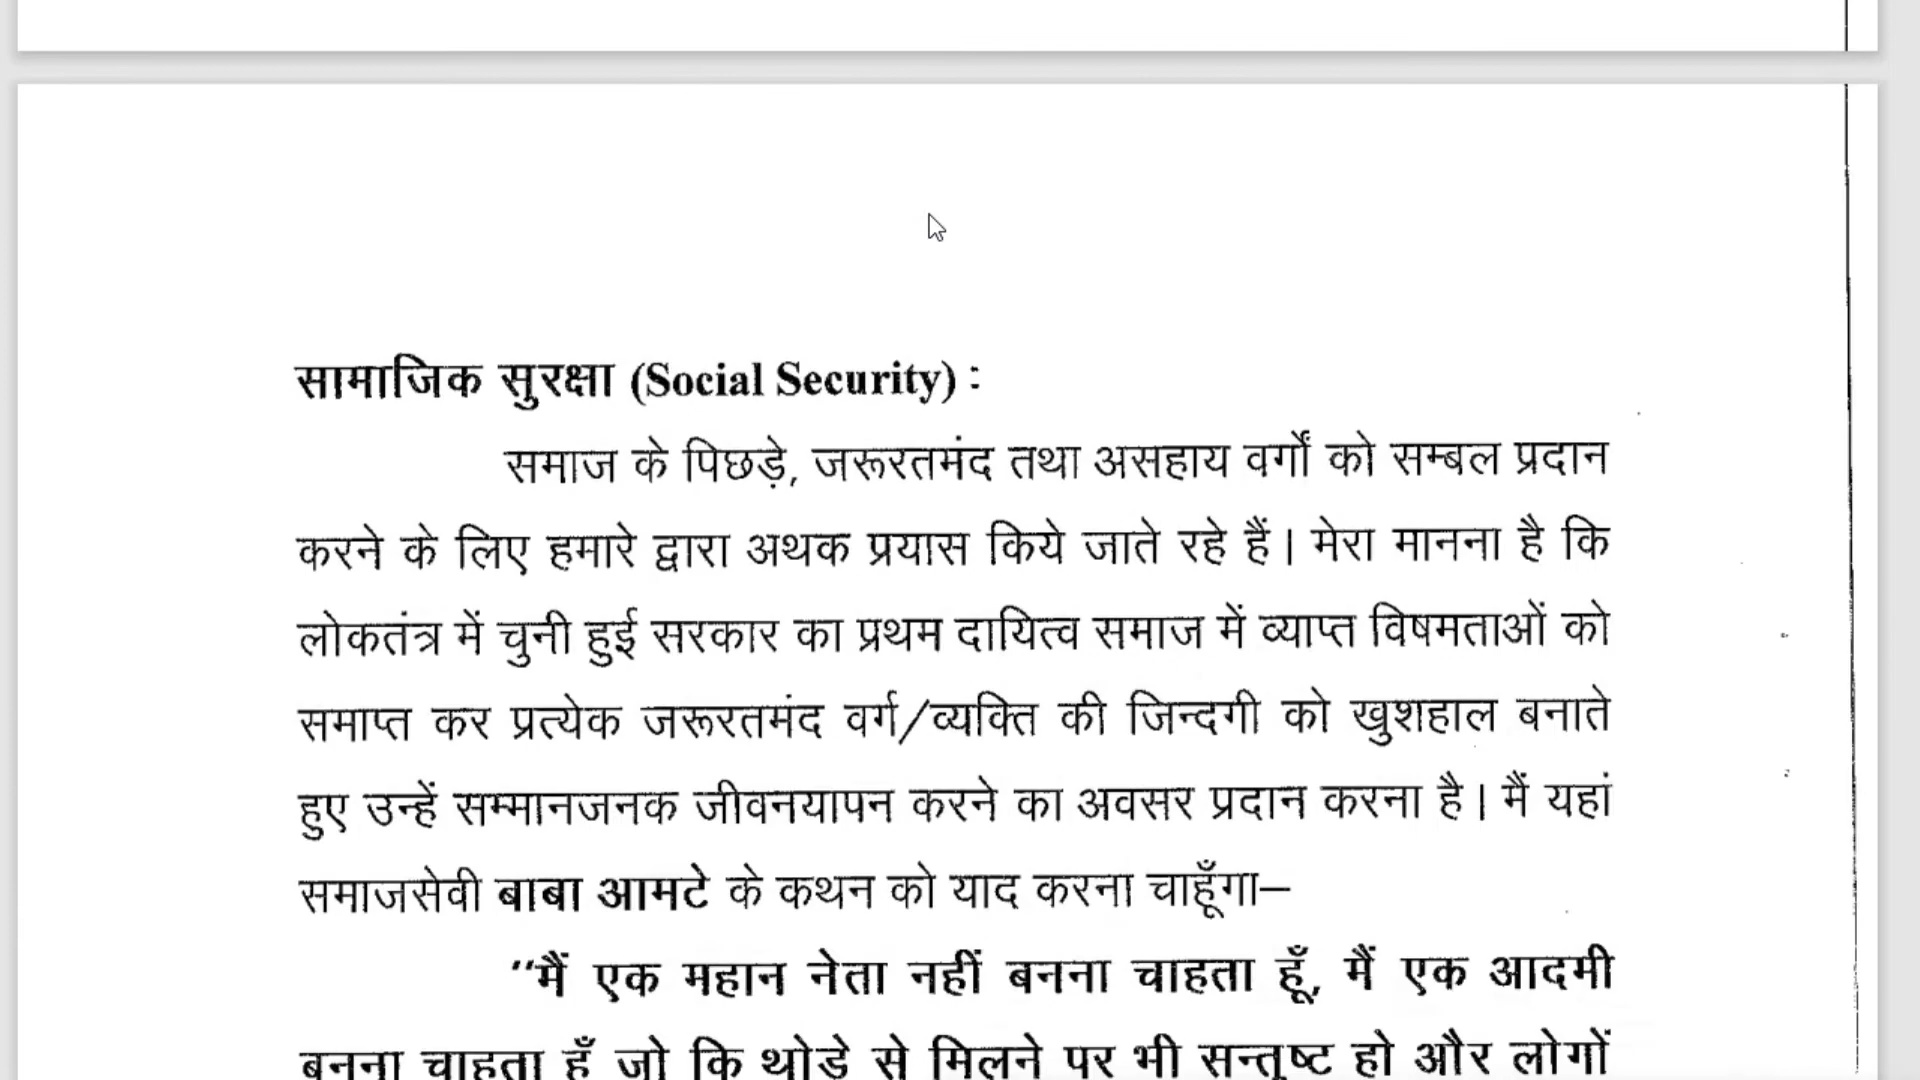 सामाजिक सुरक्षा (Social Security) :
समाज के पिछड़े, जरूरतमंद तथा असहाय वर्गों को सम्बल प्रदान
करने के लिए हमारे द्वारा अथक प्रयास किये जाते रहे हैं। मेरा मानना है कि
लोकतंत्र में चुनी हुई सरकार का प्रथम दायित्व समाज में व्याप्त विषमताओं को
समाप्त कर प्रत्येक जरूरतमंद वर्ग/व्यक्ति की जिन्दगी को खुशहाल बनाते
हुए उन्हें सम्मानजनक जीवनयापन करने का अवसर प्रदान करना है। मैं यहां
समाजसेवी बाबा आमटे के कथन को याद करना चाहूँगा–
‘‘मैं एक महान नेता नहीं बनना चाहता हूँ, मैं एक आदमी
बनना चाहता हूँ जो कि थोडे से मिलने पर भी सन्तुष्ट हो और लोगों